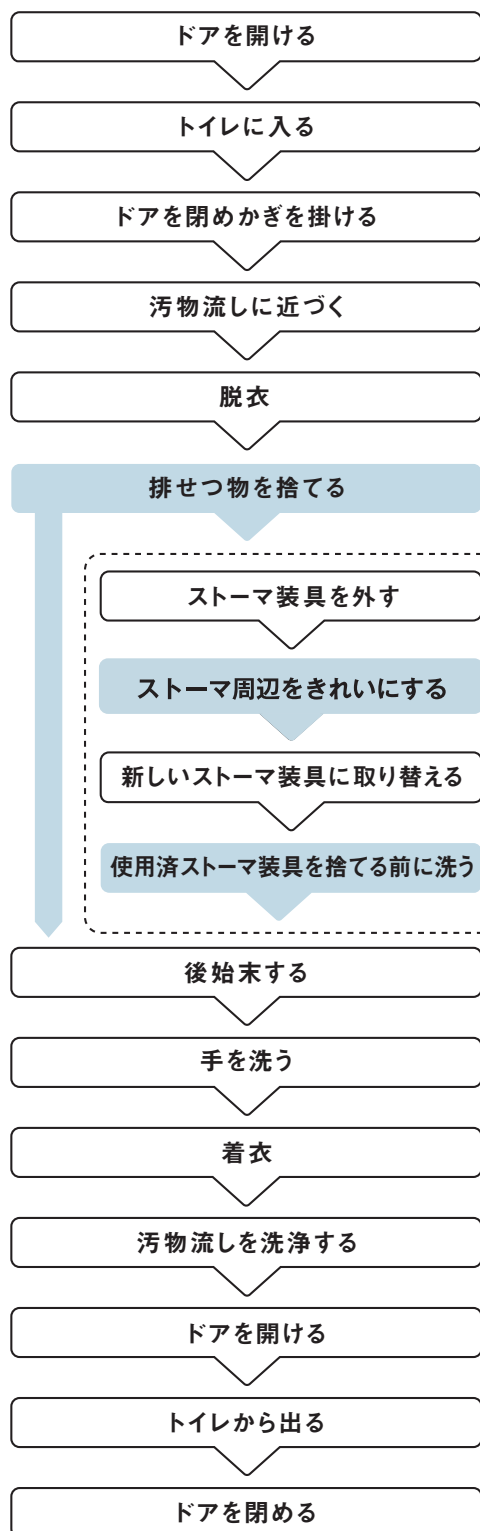 ドアを開ける
トイレに入る
ドアを閉めかぎを掛ける
汚物流しに近づく
脱衣
排せつ物を捨てる
ストーマ装具を外す
ストーマ周辺をきれいにする
新しいストーマ装具に取り替える
使用済ストーマ装具を捨てる前に洗う
後始末する
手を洗う
着衣
汚物流しを洗浄する
ドアを開ける
トイレから出る
ドアを閉める